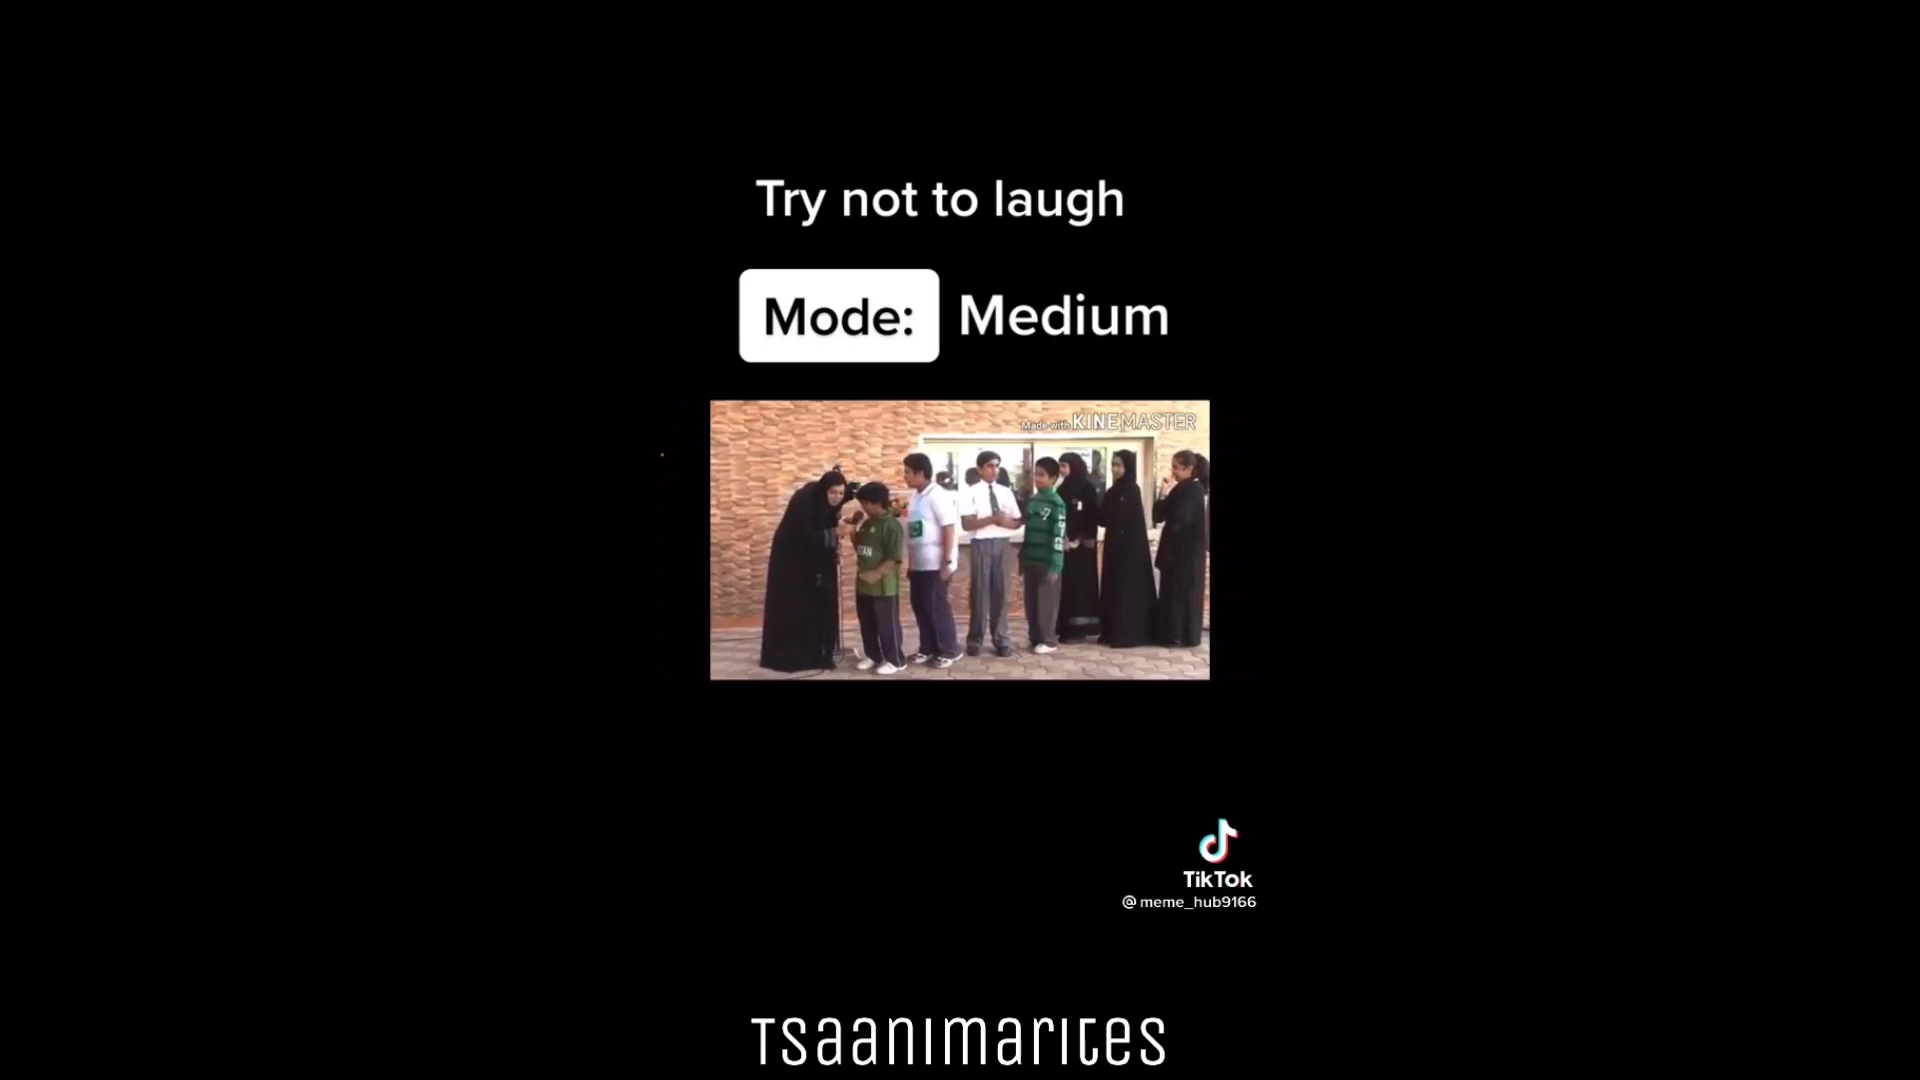 Try not to laugh
Mode: Medium
Made with KINEMASTER
TikTok
@meme_hub9166
Tsaanimarites